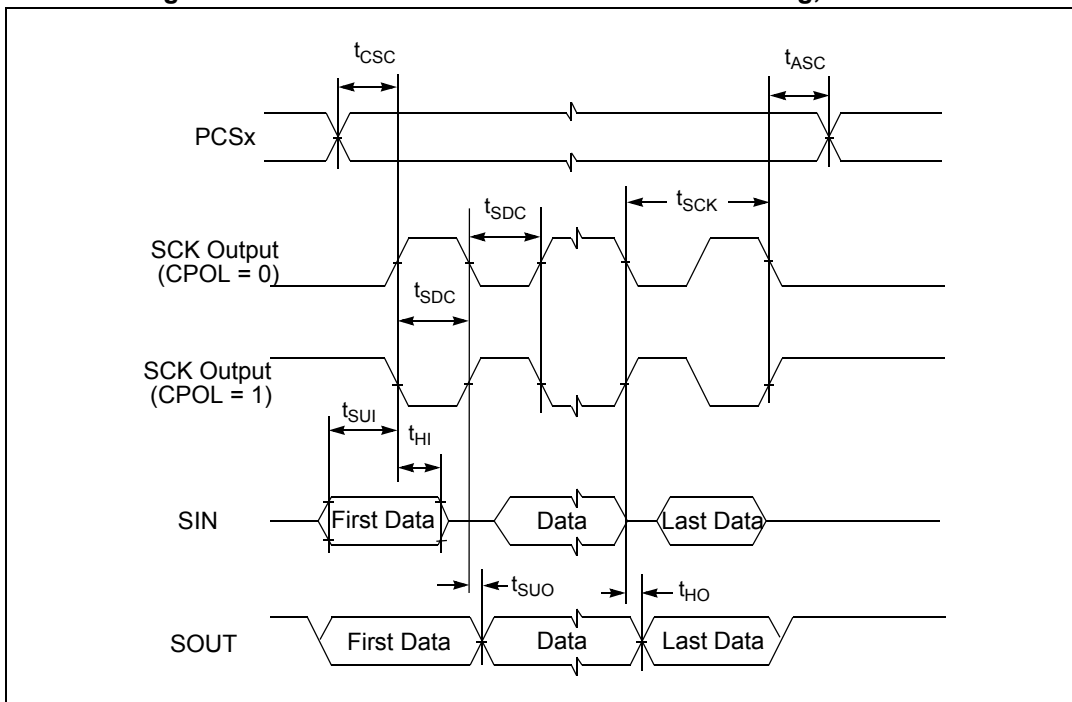 tCSC
tASC
PCSx
tSCK
tSDC
SCK Output
(CPOL = 0)
tSDC
SCK Output
(CPOL = 1)
tSUI
tHI
SIN
First Data
Data
Last Data
tSUO
tHO
SOUT
First Data
Data
Last Data